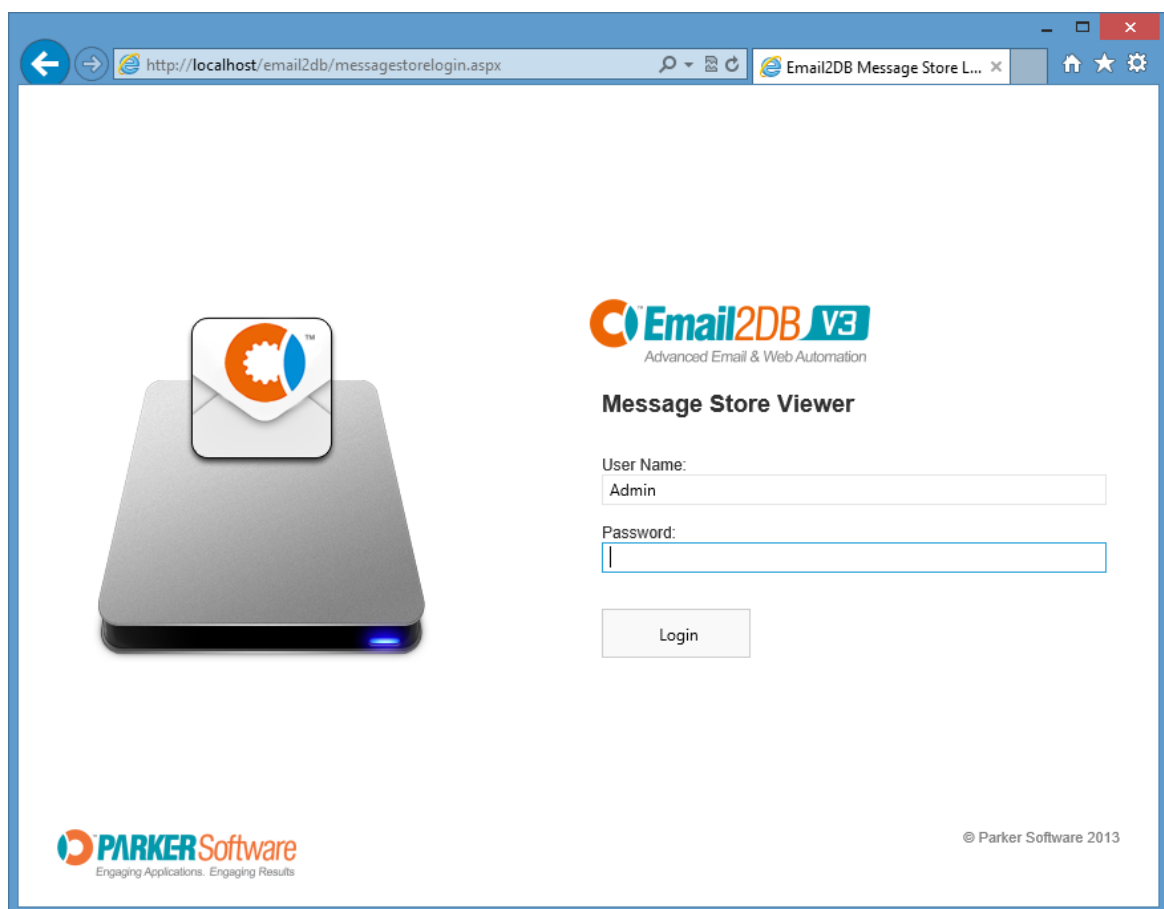 http://localhost/email2db/messagestorelogin.aspx
Email2DB Message Store L...
TM
Email2DB V3
Advanced Email & Web Automation
Message Store Viewer
User Name:
Admin
Password:
Login
PARKER Software
Engaging Applications. Engaging Results
© Parker Software 2013